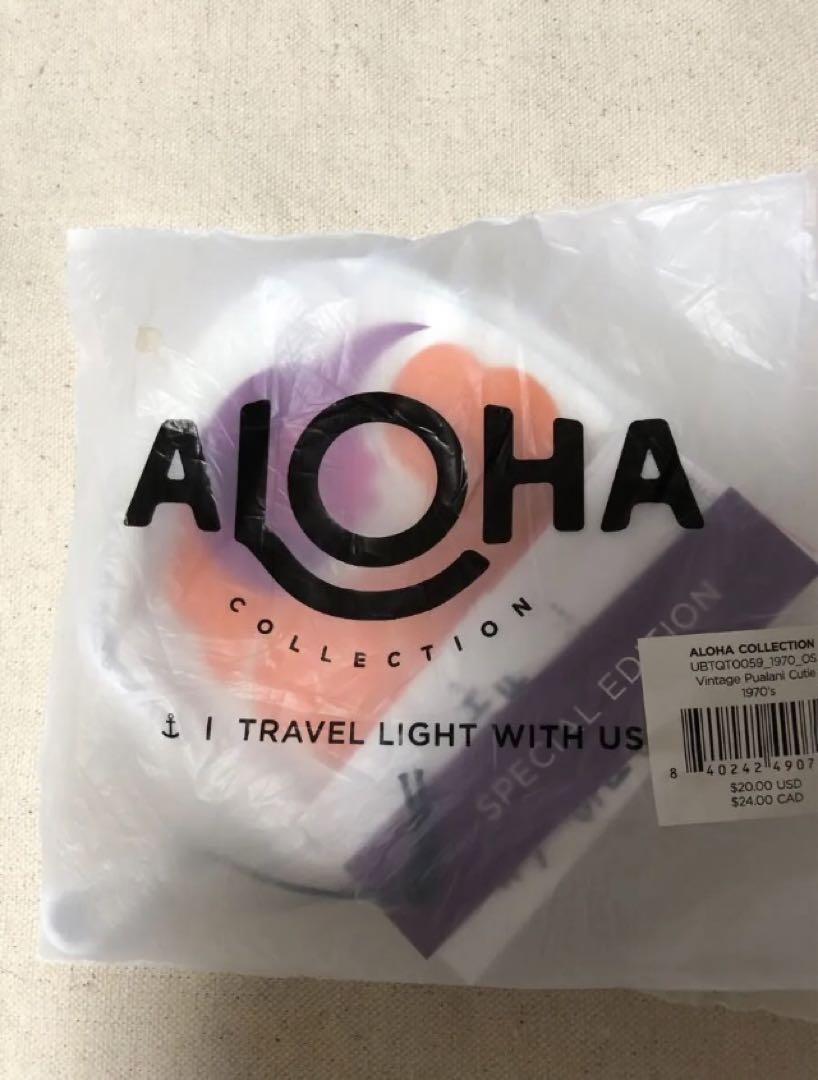 ALOHA
COLLECTION
| TRAVEL LIGHT WITH US
SPECIAL EDITION
ALOHA COLLECTION
UBTQT0059_1970_OS
Vintage Pualani Cutie
1970's
8 40242 4907
$20.00 USD
$24.00 CAD